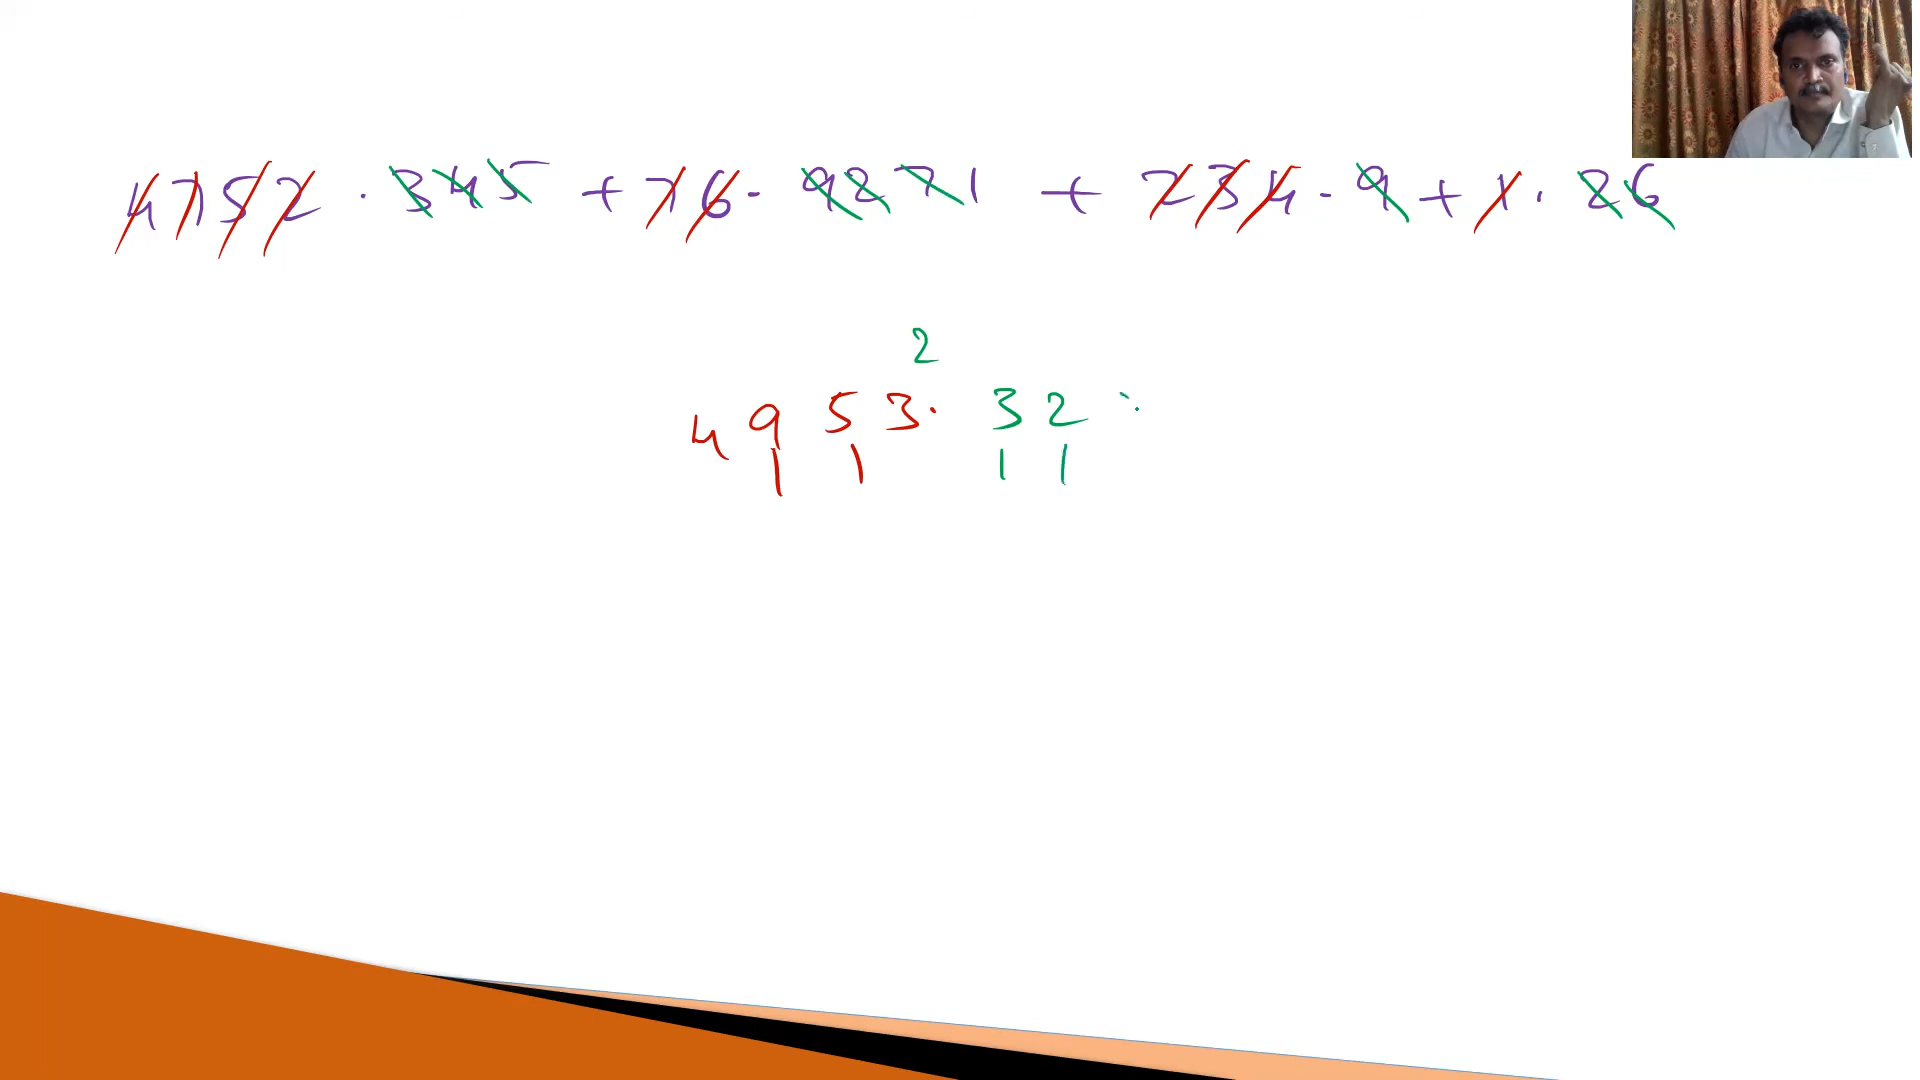 4752.345 + 76.9271 + 234.9 + 1.26
2
4953.32
1 1 1 1